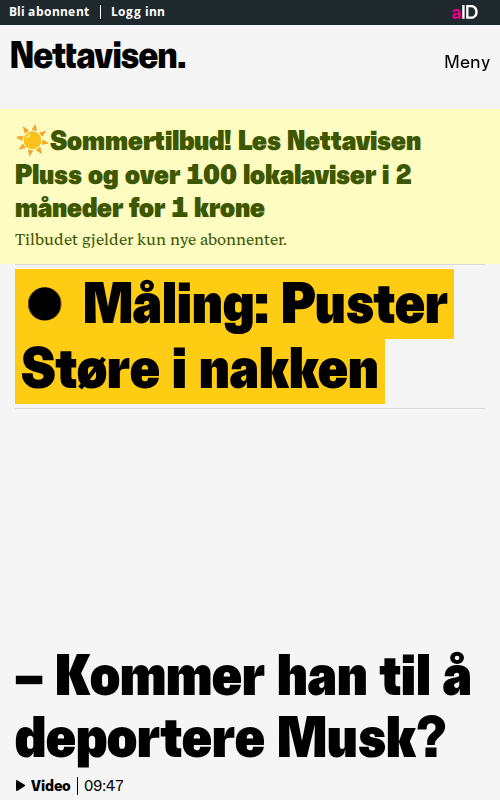 Bli abonnent | Logg inn
aID
Nettavisen.
Meny
☀️Sommertilbud! Les Nettavisen
Pluss og over 100 lokalaviser i 2
måneder for 1 krone
Tilbudet gjelder kun nye abonnenter.
● Måling: Puster
Støre i nakken
– Kommer han til å
deportere Musk?
Video | 09:47